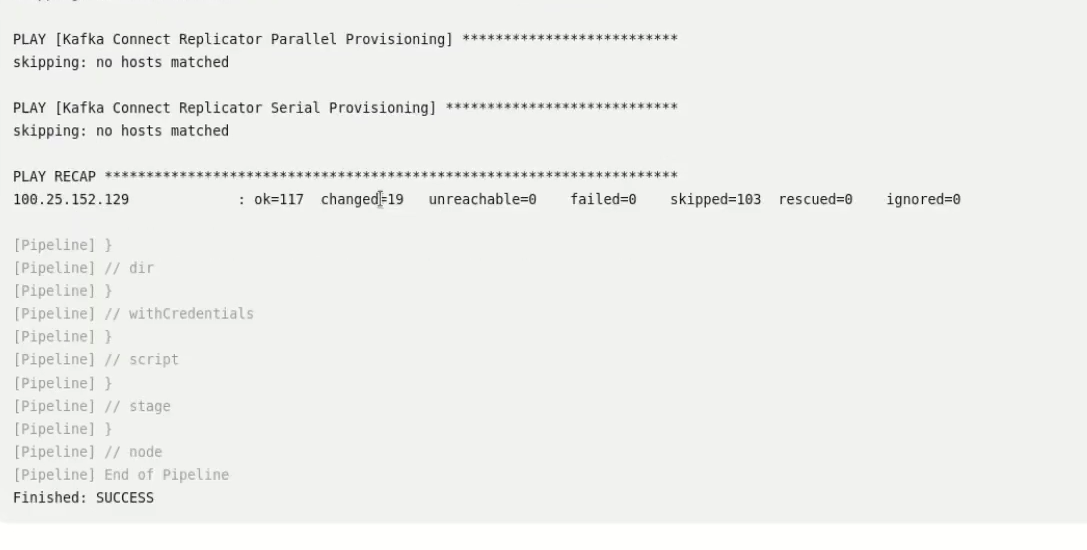 PLAY [Kafka Connect Replicator Parallel Provisioning] **************************
skipping: no hosts matched
PLAY [Kafka Connect Replicator Serial Provisioning] ****************************
skipping: no hosts matched
PLAY RECAP *********************************************************************
100.25.152.129             : ok=117  changed=19   unreachable=0    failed=0    skipped=103  rescued=0    ignored=0
[Pipeline] }
[Pipeline] // dir
[Pipeline] }
[Pipeline] // withCredentials
[Pipeline] }
[Pipeline] // script
[Pipeline] }
[Pipeline] // stage
[Pipeline] }
[Pipeline] // node
[Pipeline] End of Pipeline
Finished: SUCCESS